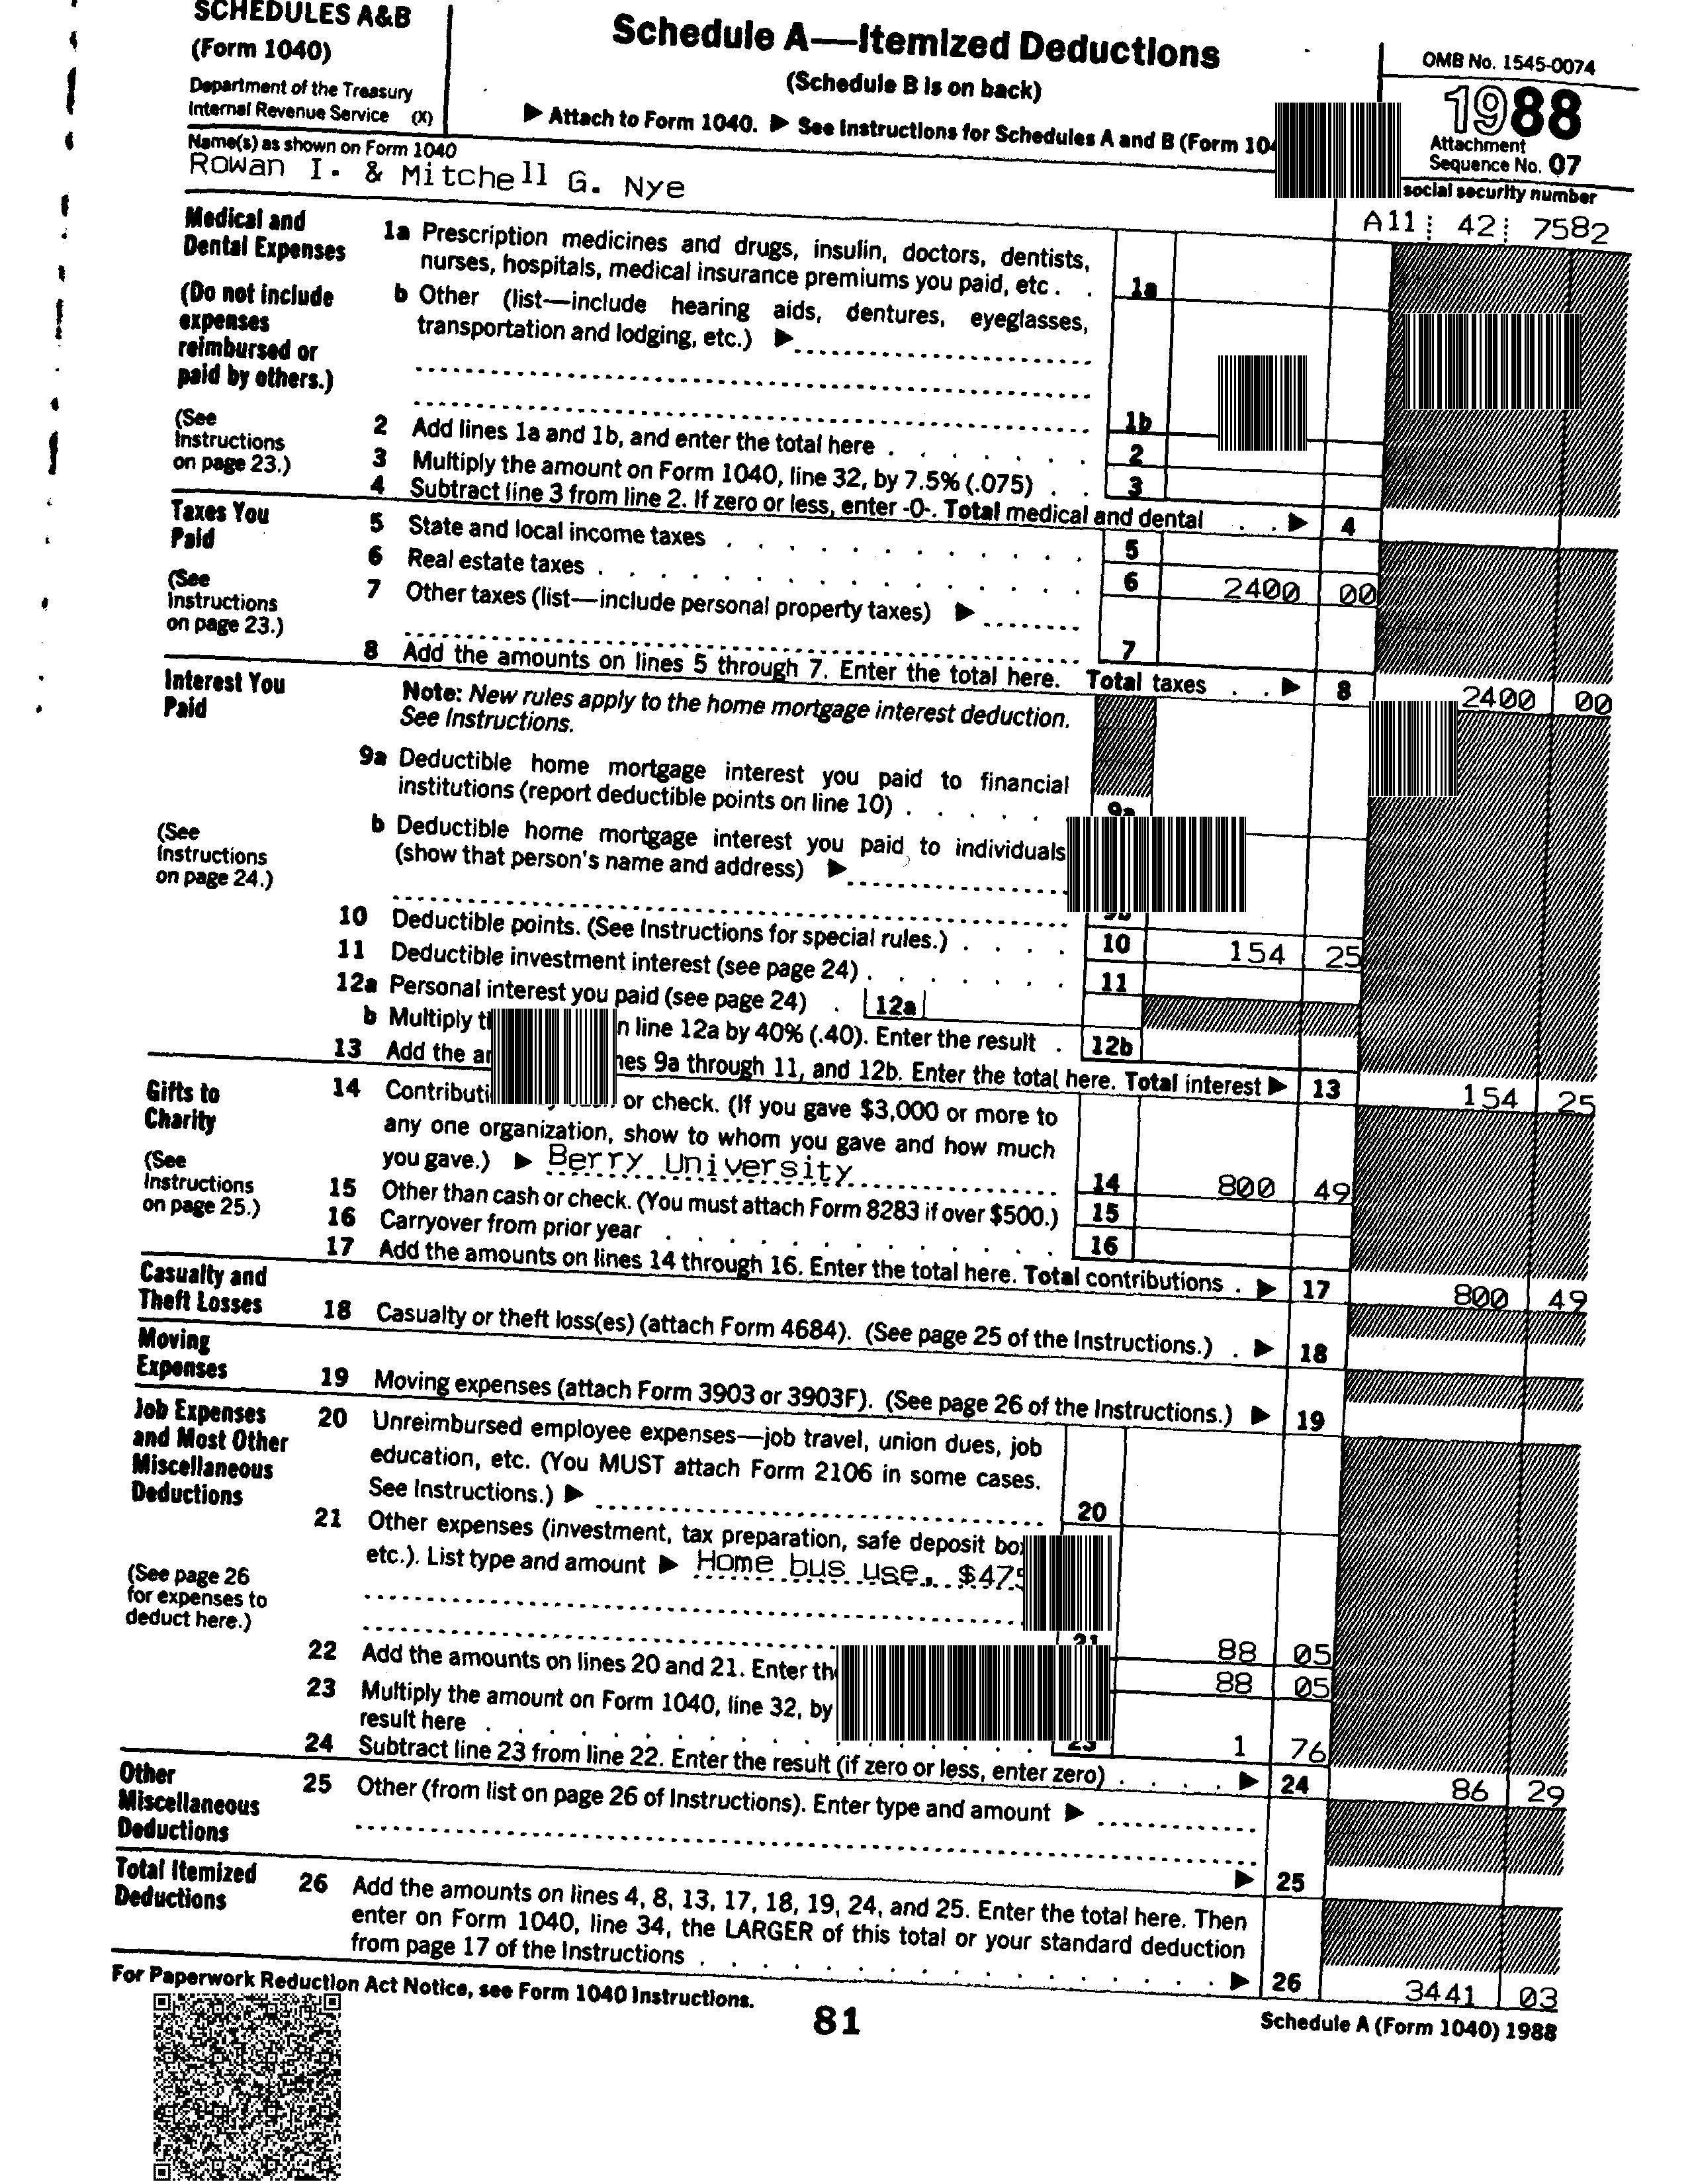 SCHEDULES A&B
(Form 1040)
Department of the Treasury
Internal Revenue Service (X)
Schedule A—Itemized Deductions
(Schedule B is on back)
▶ Attach to Form 1040. ▶ See Instructions for Schedules A and B (Form
OMB No. 1545-0074
1988
Attachment
Sequence No. 07
Name(s) as shown on Form 1040
Rowan I. & Mitchell G. Nye
social security number
A11 42 7582
Medical and
Dental Expenses
(Do not include
expenses
reimbursed or
paid by others.)
(See
Instructions
on page 23.)
1a Prescription medicines and drugs, insulin, doctors, dentists,
nurses, hospitals, medical insurance premiums you paid, etc . . 1a
b Other (list—include hearing aids, dentures, eyeglasses,
transportation and lodging, etc.) ▶
1b
2 Add lines 1a and 1b, and enter the total here . . . . . . . 2
3 Multiply the amount on Form 1040, line 32, by 7.5% (.075) . . 3
4 Subtract line 3 from line 2. If zero or less, enter -0-. Total medical and dental . . ▶ 4
Taxes You
Paid
(See
Instructions
on page 23.)
5 State and local income taxes . . . . . . . . . . . . 5
6 Real estate taxes . . . . . . . . . . . . . . . . 6 2400 00
7 Other taxes (list—include personal property taxes) ▶
7
8 Add the amounts on lines 5 through 7. Enter the total here. Total taxes . . ▶ 8 2400 00
Interest You
Paid
(See
Instructions
on page 24.)
Note: New rules apply to the home mortgage interest deduction.
See Instructions.
9a Deductible home mortgage interest you paid to financial
institutions (report deductible points on line 10) . . . . . . 9a
b Deductible home mortgage interest you paid to individuals
(show that person's name and address) ▶
9b
10 Deductible points. (See Instructions for special rules.) . . . . 10 154 25
11 Deductible investment interest (see page 24) . . . . . . . 11
12a Personal interest you paid (see page 24) . 12a
b Multiply n line 12a by 40% (.40). Enter the result . 12b
13 Add the 9a through 11, and 12b. Enter the total here. Total interest ▶ 13 154 25
Gifts to
Charity
(See
Instructions
on page 25.)
14 or check. (If you gave $3,000 or more to
any one organization, show to whom you gave and how much
you gave.) ▶ Berry University
14 800 49
15 Other than cash or check. (You must attach Form 8283 if over $500.) 15
16 Carryover from prior year . . . . . . . . . . . . . 16
17 Add the amounts on lines 14 through 16. Enter the total here. Total contributions . ▶ 17 800 49
Casualty and
Theft Losses
18 Casualty or theft loss(es) (attach Form 4684). (See page 25 of the Instructions.) . ▶ 18
Moving
Expenses
19 Moving expenses (attach Form 3903 or 3903F). (See page 26 of the Instructions.) ▶ 19
Job Expenses
and Most Other
Miscellaneous
Deductions
(See page 26
for expenses to
deduct here.)
20 Unreimbursed employee expenses—job travel, union dues, job
education, etc. (You MUST attach Form 2106 in some cases.
See Instructions.) ▶
20
21 Other expenses (investment, tax preparation, safe deposit
etc.). List type and amount ▶ Home bus use, $
21 88 05
22 Add the amounts on lines 20 and 21. Enter 88 05
23 Multiply the amount on Form 1040, line 32, by
result here . . . . . . . . . . . . . . . . 23 1 76
24 Subtract line 23 from line 22. Enter the result (if zero or less, enter zero) . . . . ▶ 24 86 29
Other
Miscellaneous
Deductions
25 Other (from list on page 26 of Instructions). Enter type and amount ▶
▶ 25
Total Itemized
Deductions
26 Add the amounts on lines 4, 8, 13, 17, 18, 19, 24, and 25. Enter the total here. Then
enter on Form 1040, line 34, the LARGER of this total or your standard deduction
from page 17 of the Instructions . . . . . . . . . . . . . . . . ▶ 26 3441 03
For Paperwork Reduction Act Notice, see Form 1040 Instructions.
81
Schedule A (Form 1040) 1988